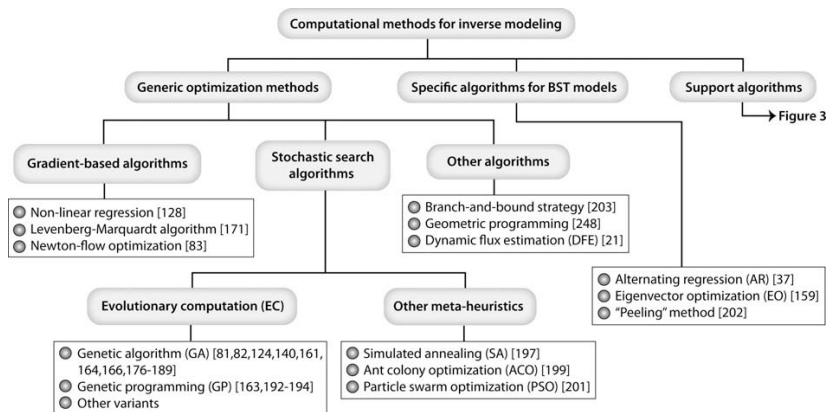 Computational methods for inverse modeling
Generic optimization methods
Specific algorithms for BST models
Support algorithms
Figure 3
Gradient-based algorithms
Stochastic search
algorithms
Other algorithms
Non-linear regression [128]
Levenberg-Marquardt algorithm [171]
Newton-flow optimization [83]
Branch-and-bound strategy [203]
Geometric programming [248]
Dynamic flux estimation (DFE) [21]
Alternating regression (AR) [37]
Eigenvector optimization (EO) [159]
"Peeling" method [202]
Evolutionary computation (EC)
Other meta-heuristics
Genetic algorithm (GA) [81,82,124,140,161,
164,166,176-189]
Genetic programming (GP) [163,192-194]
Other variants
Simulated annealing (SA) [197]
Ant colony optimization (ACO) [199]
Particle swarm optimization (PSO) [201]